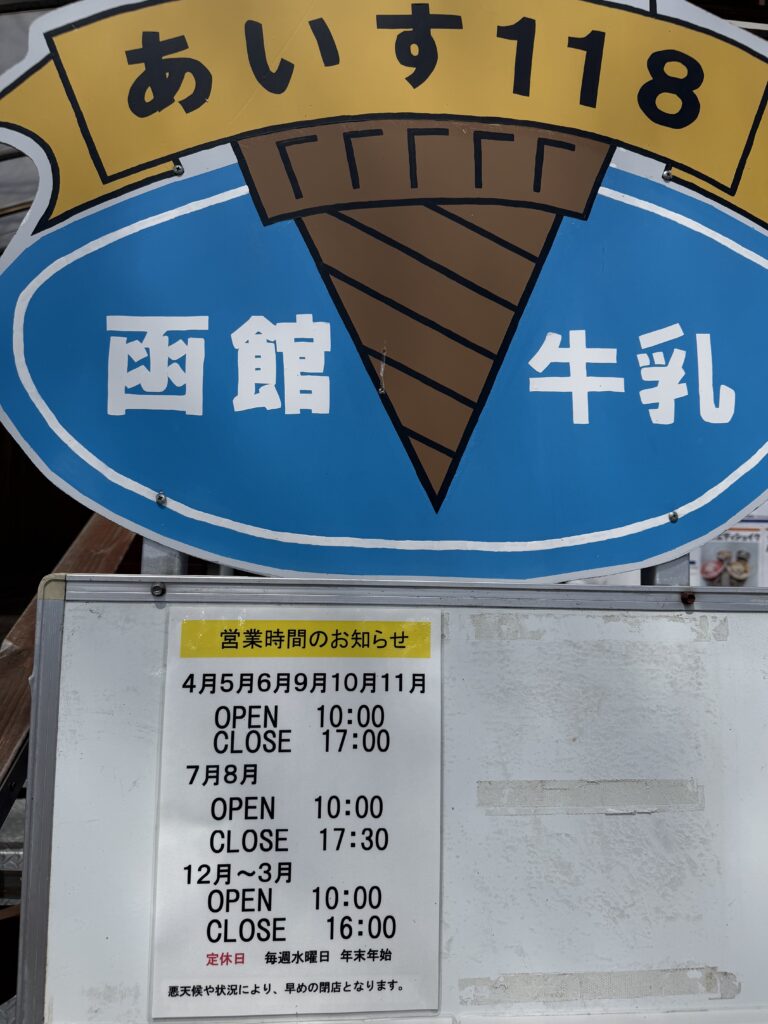 あいす118
函館 牛乳
営業時間のお知らせ
4月5月6月9月10月11月
OPEN 10:00
CLOSE 17:00
7月8月
OPEN 10:00
CLOSE 17:30
12月～3月
OPEN 10:00
CLOSE 16:00
定休日 毎週水曜日 年末年始
悪天候や状況により、早めの閉店となります。